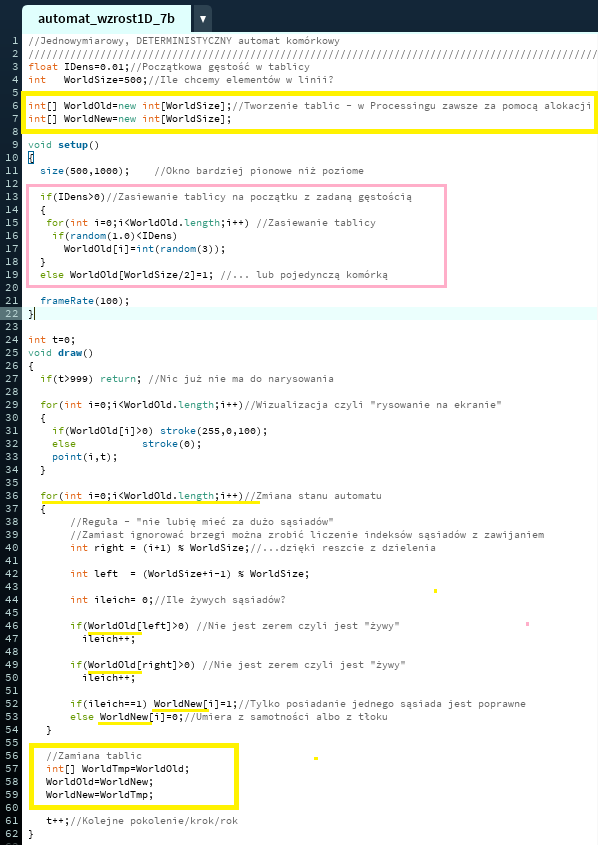 automat_wzrost1D_7b ▼
1 //Jednowymiarowy, DETERMINISTYCZNY automat komórkowy
2 ////////////////////////////////////////////////////////////////////////////////////////////////
3 float IDens=0.01;//Początkowa gęstość w tablicy
4 int   WorldSize=500;//Ile chcemy elementów w linii?
5
6 int[] WorldOld=new int[WorldSize];//Tworzenie tablic - w Processingu zawsze za pomocą alokacji
7 int[] WorldNew=new int[WorldSize];
8
9 void setup()
10 {
11   size(500,1000);    //Okno bardziej pionowe niż poziome
12
13   if(IDens>0)//Zasiewanie tablicy na początku z zadaną gęstością
14   {
15    for(int i=0;i<WorldOld.length;i++) //Zasiewanie tablicy
16     if(random(1.0)<IDens)
17       WorldOld[i]=int(random(3));
18   }
19   else WorldOld[WorldSize/2]=1; //... lub pojedynczą komórką
20
21   frameRate(100);
22 }
23
24 int t=0;
25 void draw()
26 {
27   if(t>999) return; //Nic już nie ma do narysowania
28
29   for(int i=0;i<WorldOld.length;i++)//Wizualizacja czyli "rysowanie na ekranie"
30   {
31     if(WorldOld[i]>0) stroke(255,0,100);
32     else           stroke(0);
33     point(i,t);
34   }
35
36   for(int i=0;i<WorldOld.length;i++)//Zmiana stanu automatu
37   {
38        //Reguła - "nie lubię mieć za dużo sąsiadów"
39        //Zamiast ignorować brzegi można zrobić liczenie indeksów sąsiadów z zawijaniem
40        int right = (i+1) % WorldSize;//...dzięki reszcie z dzielenia
41
42        int left  = (WorldSize+i-1) % WorldSize;
43
44        int ileich= 0;//Ile żywych sąsiadów?
45
46        if(WorldOld[left]>0) //Nie jest zerem czyli jest "żywy"
47          ileich++;
48
49        if(WorldOld[right]>0) //Nie jest zerem czyli jest "żywy"
50          ileich++;
51
52        if(ileich==1) WorldNew[i]=1;//Tylko posiadanie jednego sąsiada jest poprawne
53        else WorldNew[i]=0;//Umiera z samotności albo z tłoku
54    }
55
56    //Zamiana tablic
57    int[] WorldTmp=WorldOld;
58    WorldOld=WorldNew;
59    WorldNew=WorldTmp;
60
61    t++;//Kolejne pokolenie/krok/rok
62 }